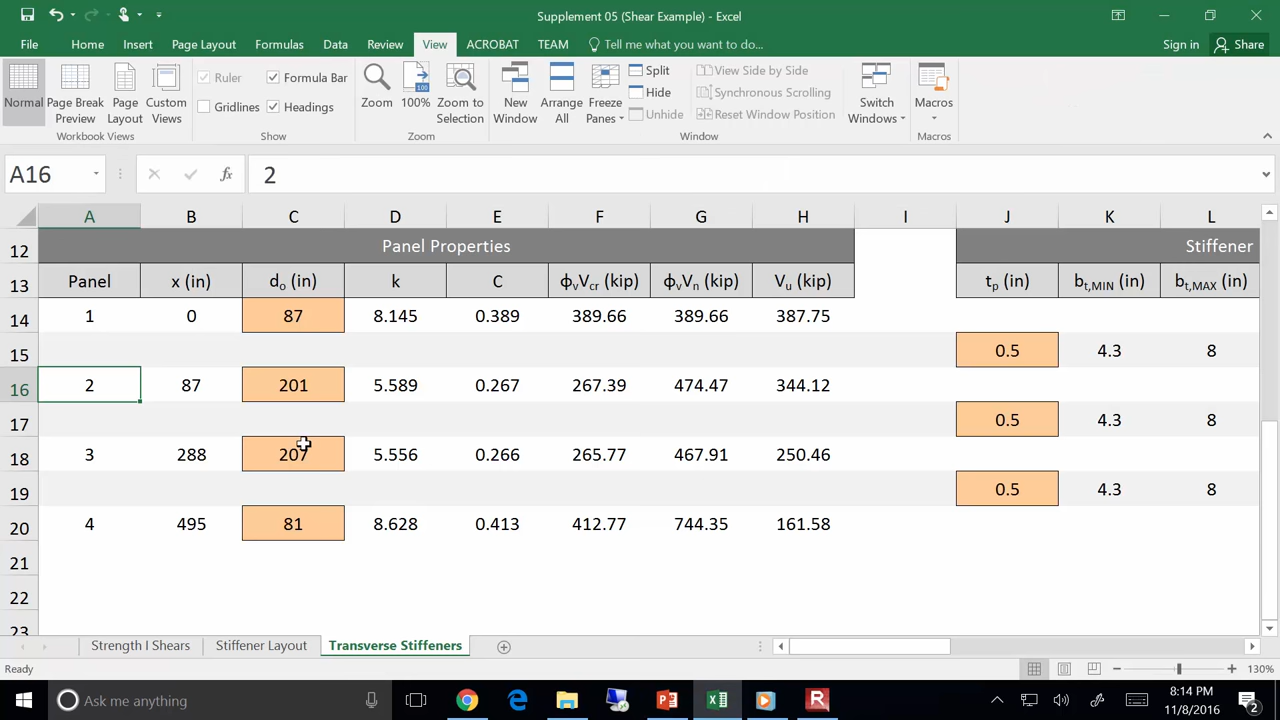 Supplement 05 (Shear Example) - Excel
File Home Insert Page Layout Formulas Data Review View ACROBAT TEAM Tell me what you want to do... Sign in Share
Normal
Page Break Preview
Page Layout
Custom Views
Ruler
Formula Bar
Gridlines
Headings
Zoom
100%
Zoom to Selection
New Window
Arrange All
Freeze Panes
Split
Hide
Unhide
View Side by Side
Synchronous Scrolling
Reset Window Position
Switch Windows
Macros
Workbook Views Show Zoom Window Macros
A16 fx 2
A B C D E F G H I J K L
12 Panel Properties Stiffener
13 Panel x (in) dₒ (in) k C ϕᵥVcr (kip) ϕᵥVn (kip) Vu (kip) tp (in) bt,MIN (in) bt,MAX (in)
14 1 0 87 8.145 0.389 389.66 389.66 387.75
15 0.5 4.3 8
16 2 87 201 5.589 0.267 267.39 474.47 344.12
17 0.5 4.3 8
18 3 288 207 5.556 0.266 265.77 467.91 250.46
19 0.5 4.3 8
20 4 495 81 8.628 0.413 412.77 744.35 161.58
21
22
23
Strength I Shears Stiffener Layout Transverse Stiffeners
Ready 130%
Ask me anything 8:14 PM
11/8/2016 2